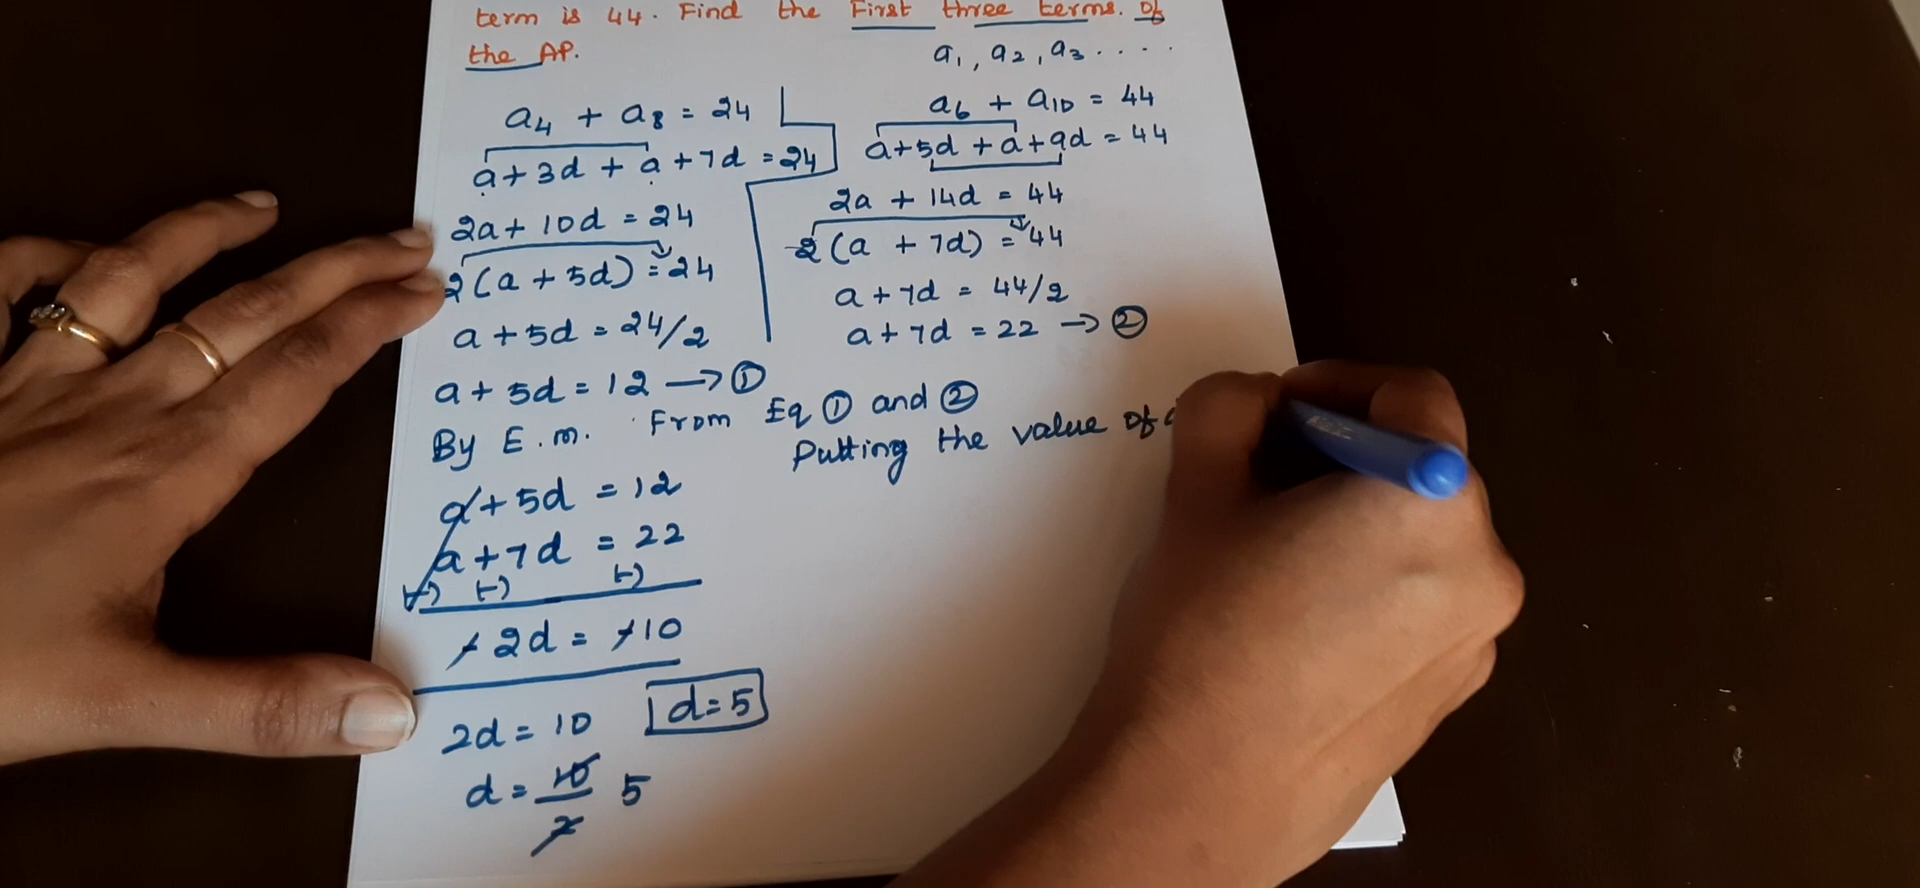 term is 44. Find the First three terms. Of
the AP.
a₁, a₂, a₃ . . . .
a₄ + a₈ = 24
a + 3d + a + 7d = 24
2a + 10d = 24
2(a + 5d) = 24
a + 5d = 24/2
a + 5d = 12 → ①
a₆ + a₁₀ = 44
a + 5d + a + 9d = 44
2a + 14d = 44
2(a + 7d) = 44
a + 7d = 44/2
a + 7d = 22 → ②
By E.m. From Eq ① and ②
a + 5d = 12
a + 7d = 22
(-) (-) (-)
-2d = -10
2d = 10
d = 5
d = 10/2 5
Putting the value of